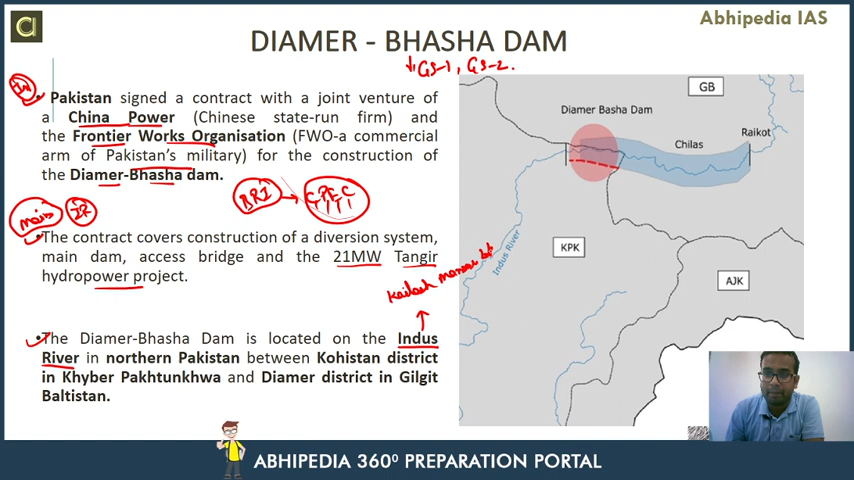 Abhipedia IAS
a
DIAMER - BHASHA DAM
GS-1, GS-2.
Pakistan signed a contract with a joint venture of
a China Power (Chinese state-run firm) and
the Frontier Works Organisation (FWO-a commercial
arm of Pakistan's military) for the construction of
the Diamer-Bhasha dam.
BRI → CPEC
IR
The contract covers construction of a diversion system,
main dam, access bridge and the 21MW Tangir
hydropower project.
Kailash
The Diamer-Bhasha Dam is located on the Indus
River in northern Pakistan between Kohistan district
in Khyber Pakhtunkhwa and Diamer district in Gilgit
Baltistan.
GB
Diamer Basha Dam
Raikot
Chilas
Indus River
KPK
AJK
ABHIPEDIA 360⁰ PREPARATION PORTAL